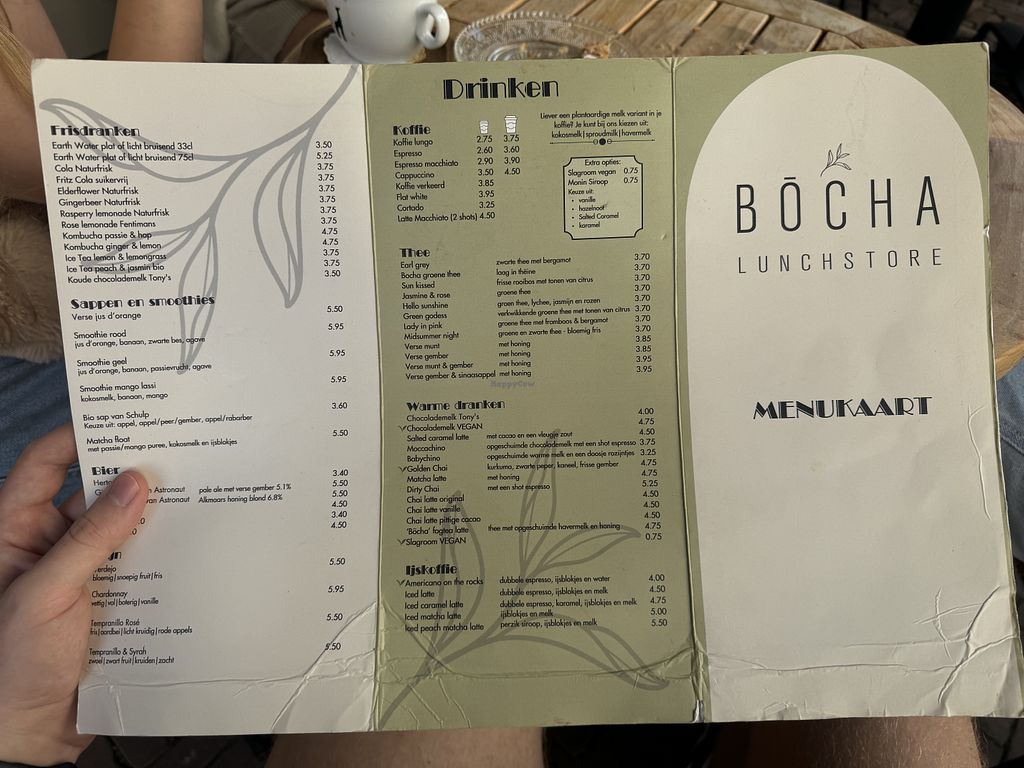 Frisdranken
Earth Water plat of licht bruisend 33cl 3.50
Earth Water plat of licht bruisend 75cl 5.25
Cola Naturfrisk 3.75
Fritz Cola suikervrij 3.75
Elderflower Naturfrisk 3.75
Gingerbeer Naturfrisk 3.75
Rasperry lemonade Naturfrisk 3.75
Rose lemonade Fentimans 3.75
Kombucha passie & hop 4.75
Kombucha ginger & lemon 4.75
Ice Tea lemon & lemongrass 3.75
Ice Tea peach & jasmin bio 3.75
Koude chocolademelk Tony's 3.50
Sappen en smoothies
Verse jus d'orange 5.50
Smoothie rood 5.95
jus d'orange, banaan, zwarte bes, agave
Smoothie geel 5.95
jus d'orange, banaan, passievrucht, agave
Smoothie mango lassi 5.95
kokosmelk, banaan, mango
Bio sap van Schulp 3.60
Keuze uit: appel, appel/peer/gember, appel/rabarber
Matcha float 5.50
met passie/mango puree, kokosmelk en ijsblokjes
Bier
3.40
Astronaut pale ale met verse gember 5.1% 5.50
van Astronaut Alkmaars honing blond 6.8% 5.50
4.50
3.40
4.50
5.50
bloemig|snoepig fruit|fris
Chardonnay 5.95
vettig|vol|boterig|vanille
Tempranillo Rosé 5.50
fris|aardbei|licht kruidig|rode appels
Tempranillo & Syrah 5.50
zwoel|zwart fruit|kruiden|zacht
Drinken
Koffie
Koffie lungo 2.75 3.75
Espresso 2.60 3.60
Espresso macchiato 2.90 3.90
Cappuccino 3.50 4.50
Koffie verkeerd 3.85
Flat white 3.95
Cortado 3.25
Latte Macchiato (2 shots) 4.50
Liever een plantaardige melk variant in je
koffie? Je kunt bij ons kiezen uit:
kokosmelk|sproudmilk|havermelk
Extra opties:
Slagroom vegan 0.75
Monin Siroop 0.75
Keuze uit:
• vanille
• hazelnoot
• Salted Caramel
• karamel
Thee
Earl grey zwarte thee met bergamot 3.70
Bocha groene thee laag in thëine 3.70
Sun kissed frisse rooibos met tonen van citrus 3.70
Jasmine & rose groene thee 3.70
Hello sunshine groen thee, lychee, jasmijn en rozen 3.70
Green godess verkwikkende groene thee met tonen van citrus 3.70
Lady in pink groene thee met framboos & bergamot 3.70
Midsummer night groene en zwarte thee - bloemig fris 3.70
Verse munt met honing 3.85
Verse gember met honing 3.85
Verse munt & gember met honing 3.95
Verse gember & sinaasappel met honing 3.95
HappyCow
Warme dranken
Chocolademelk Tony's 4.00
Chocolademelk VEGAN 4.75
Salted caramel latte met cacao en een vleugje zout 4.50
Moccachino opgeschuimde chocolademelk met een shot espresso 3.75
Babychino opgeschuimde warme melk en een doosje rozijntjes 3.25
Golden Chai kurkuma, zwarte peper, kaneel, frisse gember 4.75
Matcha latte met honing 4.75
Dirty Chai met een shot espresso 5.25
Chai latte original 4.50
Chai latte vanille 4.50
Chai latte pittige cacao 4.50
'Bôcha' fogtea latte thee met opgeschuimde havermelk en honing 4.75
Slagroom VEGAN 0.75
Ijskoffie
Americano on the rocks dubbele espresso, ijsblokjes en water 4.00
Iced latte dubbele espresso, ijsblokjes en melk 4.50
Iced caramel latte dubbele espresso, karamel, ijsblokjes en melk 4.75
Iced matcha latte ijsblokjes en melk 5.00
Iced peach matcha latte perzik siroop, ijsblokjes en melk 5.50
BŌCHA
LUNCHSTORE
MENUKAART